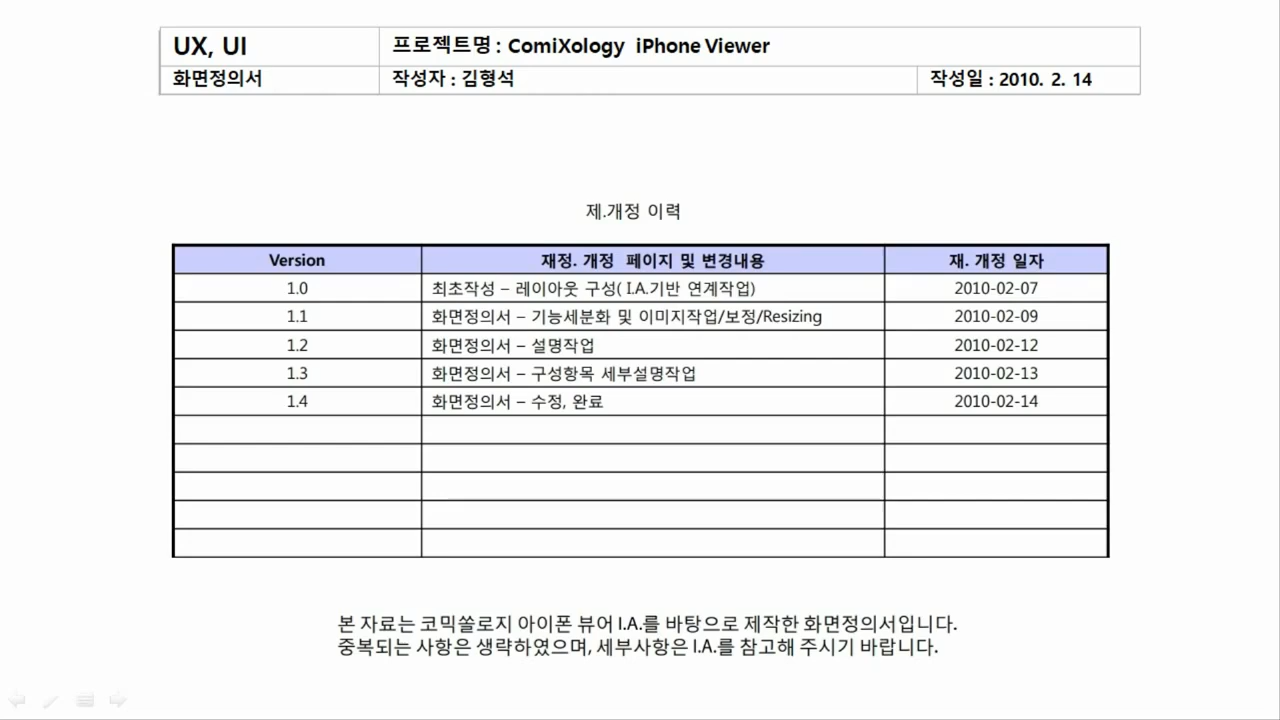 UX, UI
프로젝트명 : ComiXology iPhone Viewer
화면정의서
작성자 : 김형석
작성일 : 2010. 2. 14
제.개정 이력
Version 재정. 개정 페이지 및 변경내용 재. 개정 일자
1.0 최초작성 – 레이아웃 구성( I.A.기반 연계작업) 2010-02-07
1.1 화면정의서 – 기능세분화 및 이미지작업/보정/Resizing 2010-02-09
1.2 화면정의서 – 설명작업 2010-02-12
1.3 화면정의서 – 구성항목 세부설명작업 2010-02-13
1.4 화면정의서 – 수정, 완료 2010-02-14
본 자료는 코믹쏠로지 아이폰 뷰어 I.A.를 바탕으로 제작한 화면정의서입니다.
중복되는 사항은 생략하였으며, 세부사항은 I.A.를 참고해 주시기 바랍니다.